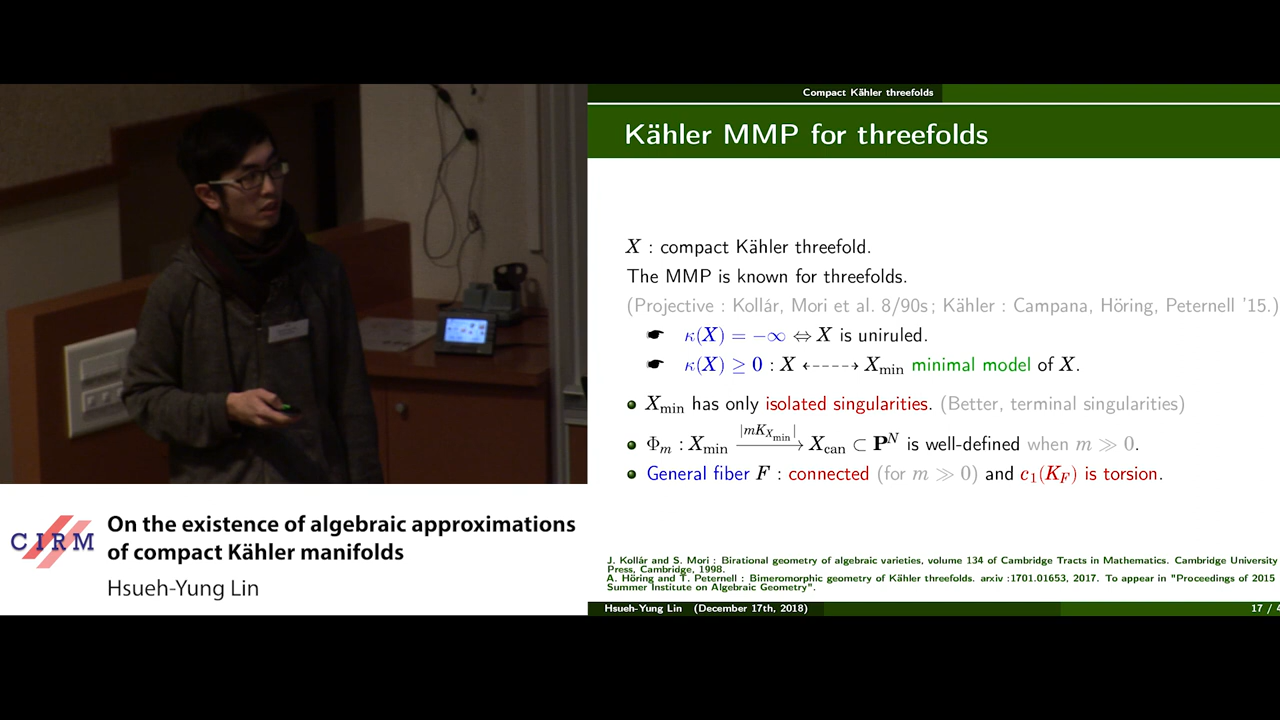 Compact Kähler threefolds
Kähler MMP for threefolds
X : compact Kähler threefold.
The MMP is known for threefolds.
(Projective : Kollár, Mori et al. 8/90s ; Kähler : Campana, Höring, Peternell '15.)
κ(X) = −∞ ⇔ X is uniruled.
κ(X) ≥ 0 : X ⇠⇢ X_min minimal model of X.
X_min has only isolated singularities. (Better, terminal singularities)
Φ_m : X_min —|mK_{X_min}|→ X_can ⊂ P^N is well-defined when m ≫ 0.
General fiber F : connected (for m ≫ 0) and c_1(K_F) is torsion.
J. Kollár and S. Mori : Birational geometry of algebraic varieties, volume 134 of Cambridge Tracts in Mathematics. Cambridge University
Press, Cambridge, 1998.
A. Höring and T. Peternell : Bimeromorphic geometry of Kähler threefolds. arxiv :1701.01653, 2017. To appear in "Proceedings of 2015
Summer Institute on Algebraic Geometry".
Hsueh-Yung Lin (December 17th, 2018)
17 / 4
CIRM
On the existence of algebraic approximations
of compact Kähler manifolds
Hsueh-Yung Lin